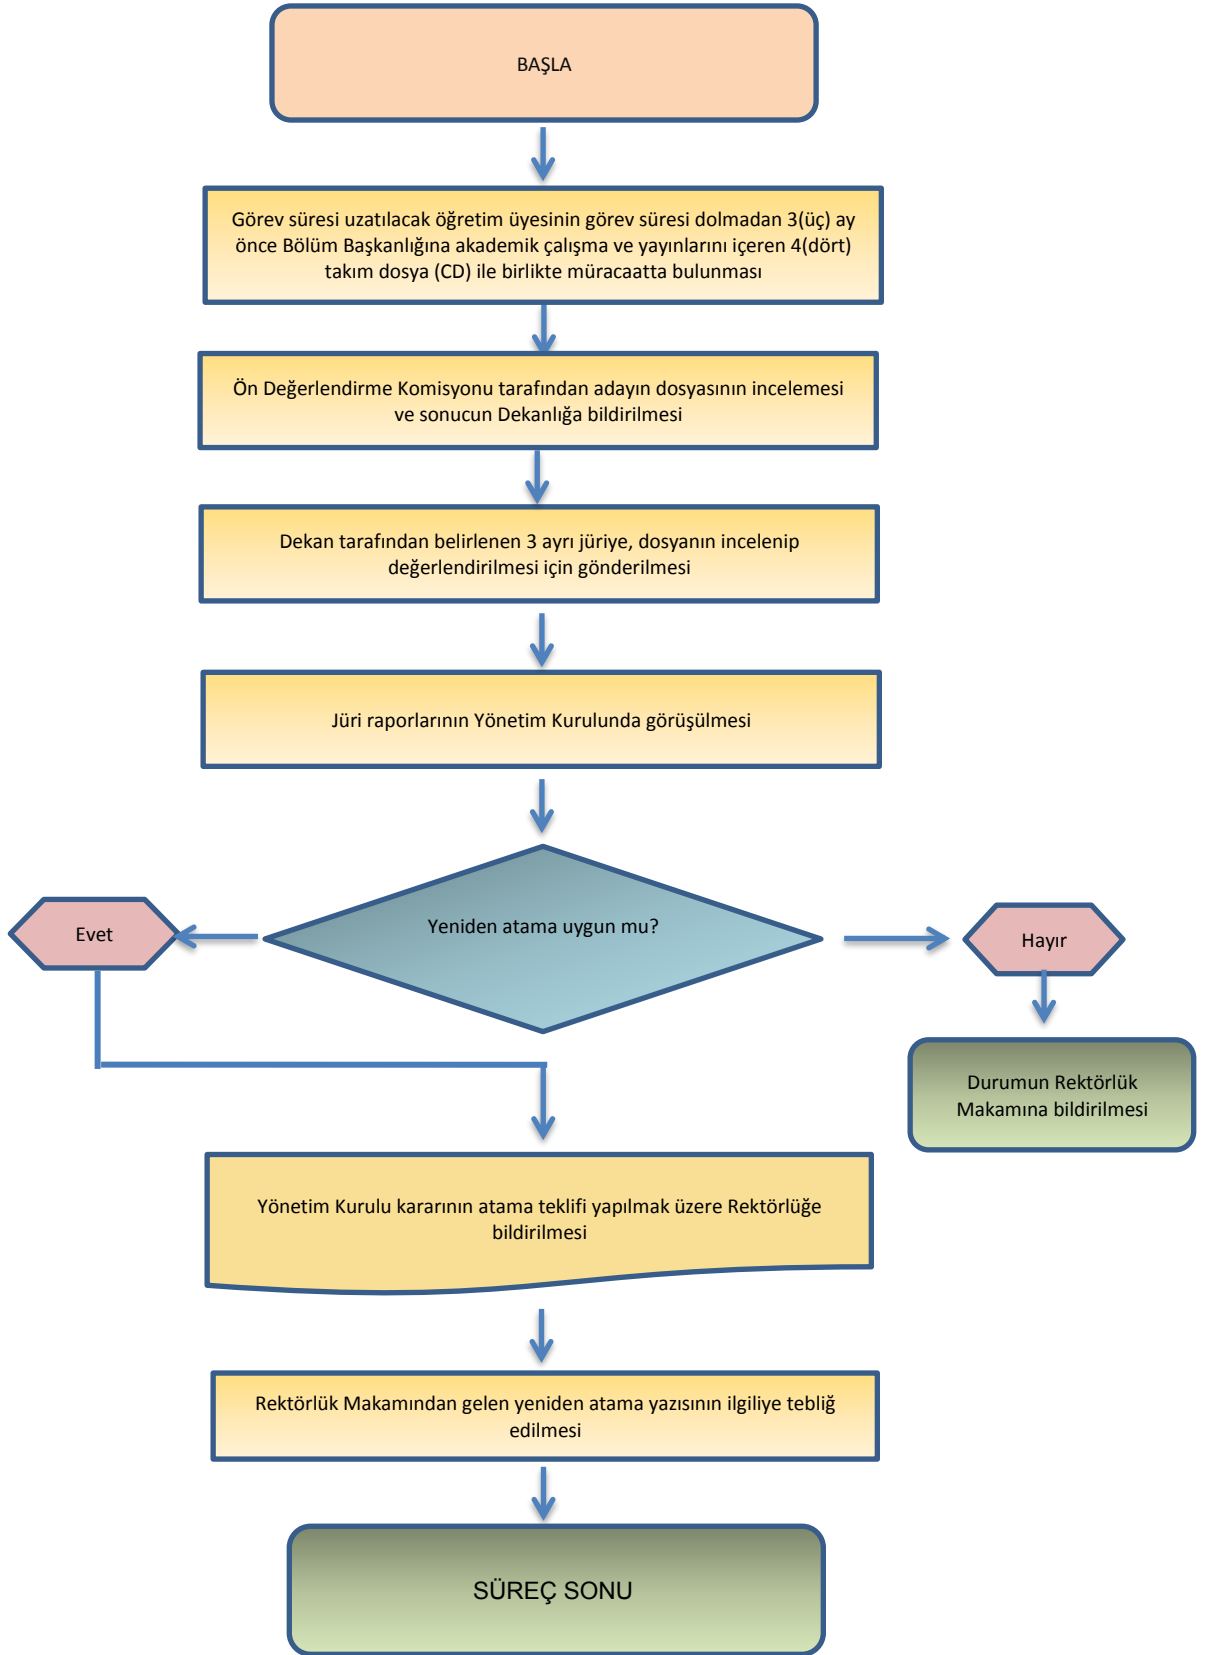 BAŞLA
Görev süresi uzatılacak öğretim üyesinin görev süresi dolmadan 3(üç) ay
önce Bölüm Başkanlığına akademik çalışma ve yayınlarını içeren 4(dört)
takım dosya (CD) ile birlikte müracaatta bulunması
Ön Değerlendirme Komisyonu tarafından adayın dosyasının incelemesi
ve sonucun Dekanlığa bildirilmesi
Dekan tarafından belirlenen 3 ayrı jüriye, dosyanın incelenip
değerlendirilmesi için gönderilmesi
Jüri raporlarının Yönetim Kurulunda görüşülmesi
Yeniden atama uygun mu?
Evet
Hayır
Durumun Rektörlük
Makamına bildirilmesi
Yönetim Kurulu kararının atama teklifi yapılmak üzere Rektörlüğe
bildirilmesi
Rektörlük Makamından gelen yeniden atama yazısının ilgiliye tebliğ
edilmesi
SÜREÇ SONU